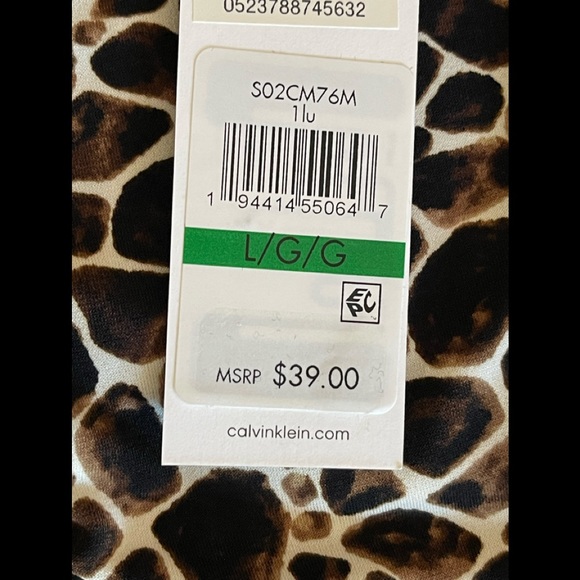 0523788745632
S02CM76M
1lu
1 94414 55064 7
L/G/G
EPC
MSRP $39.00
calvinklein.com